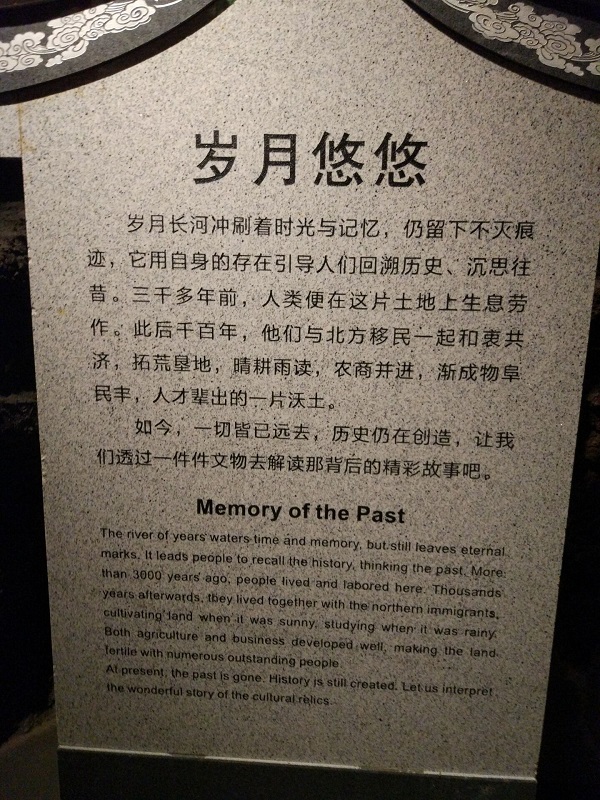 岁月悠悠
岁月长河冲刷着时光与记忆，仍留下不灭痕
迹，它用自身的存在引导人们回溯历史、沉思往
昔。三千多年前，人类便在这片土地上生息劳
作。此后千百年，他们与北方移民一起和衷共
济，拓荒垦地，晴耕雨读，农商并进，渐成物阜
民丰，人才辈出的一片沃土。
如今，一切皆已远去，历史仍在创造，让我
们透过一件件文物去解读那背后的精彩故事吧。
Memory of the Past
The river of years waters time and memory, but still leaves eternal
marks. It leads people to recall the history, thinking the past. More
than 3000 years ago, people lived and labored here. Thousands
years afterwards, they lived together with the northern immigrants,
cultivating land when it was sunny, studying when it was rainy.
Both agriculture and business developed well, making the land
fertile with numerous outstanding people.
At present, the past is gone. History is still created. Let us interpret
the wonderful story of the cultural relics.